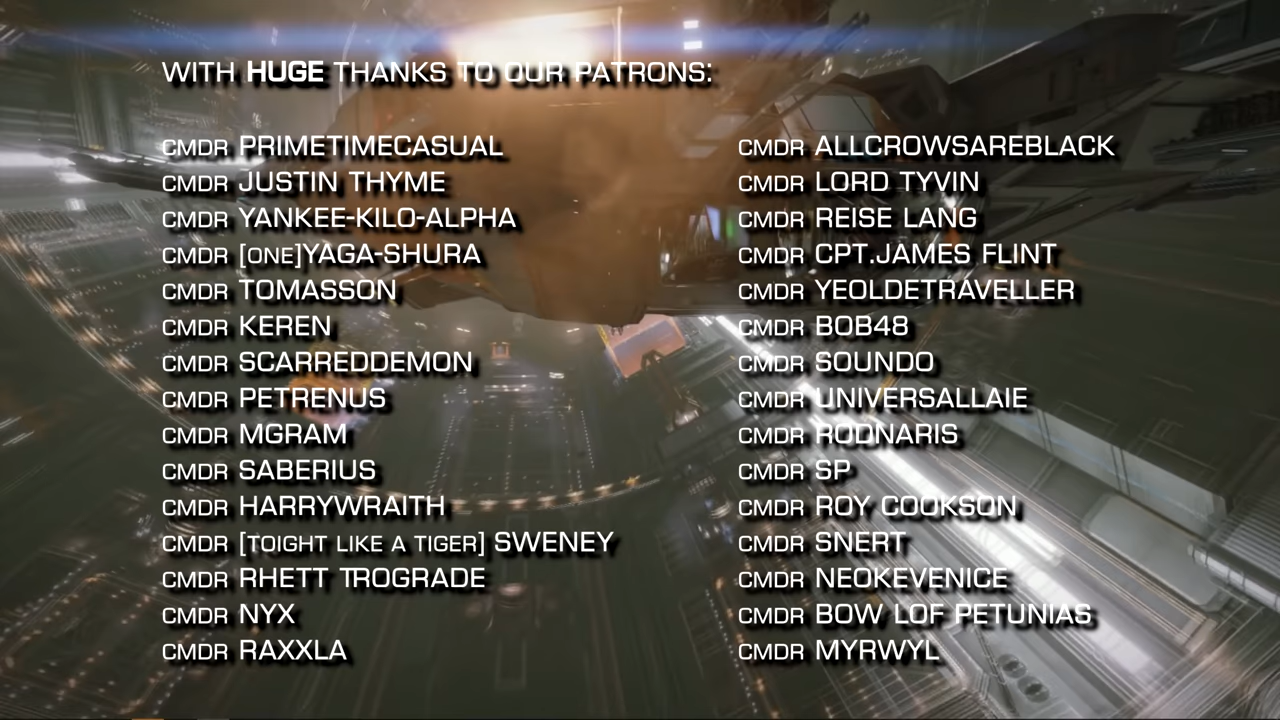 WITH HUGE THANKS TO OUR PATRONS:
CMDR PRIMETIMECASUAL
CMDR JUSTIN THYME
CMDR YANKEE-KILO-ALPHA
CMDR [ONE]YAGA-SHURA
CMDR TOMASSON
CMDR KEREN
CMDR SCARREDDEMON
CMDR PETRENUS
CMDR MGRAM
CMDR SABERIUS
CMDR HARRYWRAITH
CMDR [TOIGHT LIKE A TIGER] SWENEY
CMDR RHETT TROGRADE
CMDR NYX
CMDR RAXXLA
CMDR ALLCROWSAREBLACK
CMDR LORD TYVIN
CMDR REISE LANG
CMDR CPT.JAMES FLINT
CMDR YEOLDETRAVELLER
CMDR BOB48
CMDR SOUNDO
CMDR UNIVERSALLAIE
CMDR RODNARIS
CMDR SP
CMDR ROY COOKSON
CMDR SNERT
CMDR NEOKEVENICE
CMDR BOW LOF PETUNIAS
CMDR MYRWYL